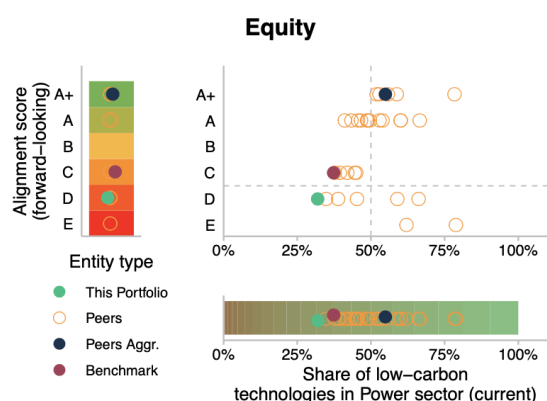 Equity
Alignment score
(forward–looking)
A+
A
B
C
D
E
A+
A
B
C
D
E
0%
25%
50%
75%
100%
Entity type
This Portfolio
Peers
Peers Aggr.
Benchmark
0%
25%
50%
75%
100%
Share of low–carbon
technologies in Power sector (current)